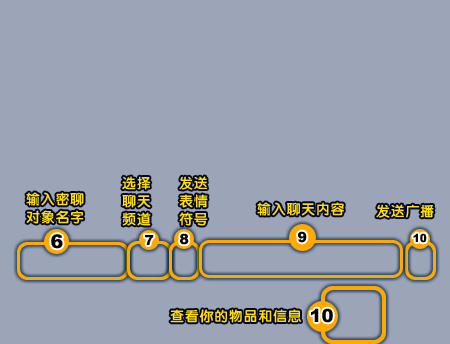 输入密聊
对象名字
6
选择
聊天
频道
7
发送
表情
符号
8
输入聊天内容
9
发送广播
10
查看你的物品和信息
10